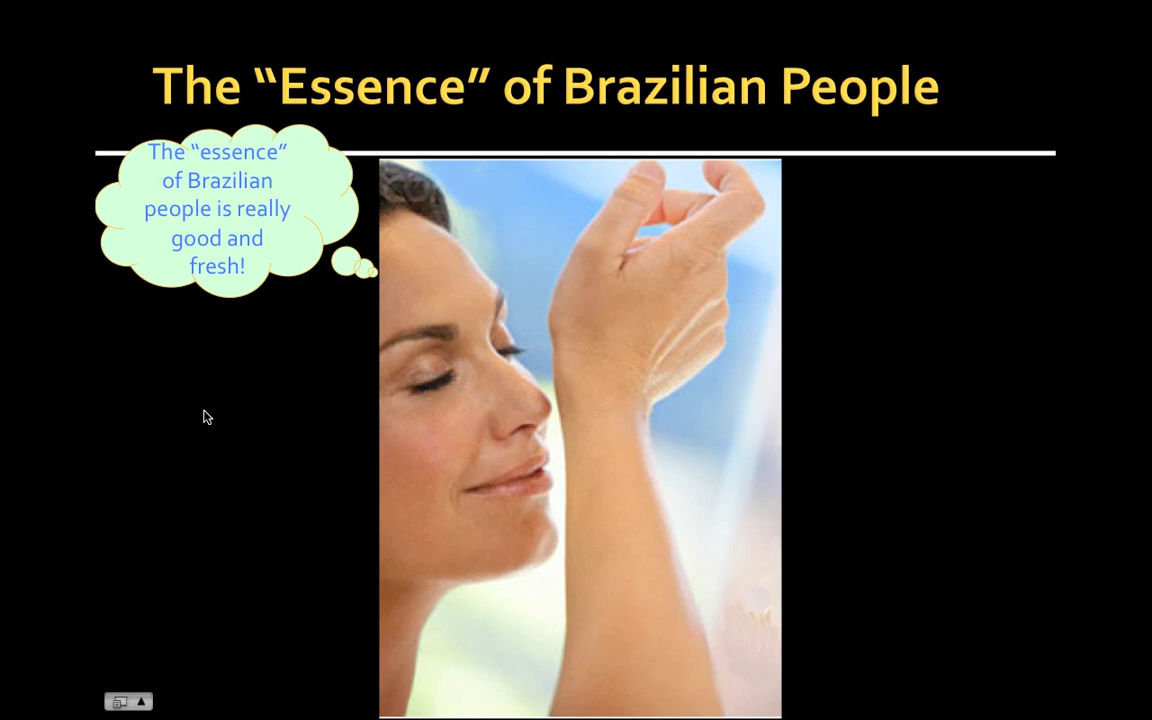 The “Essence” of Brazilian People
The “essence”
of Brazilian
people is really
good and
fresh!